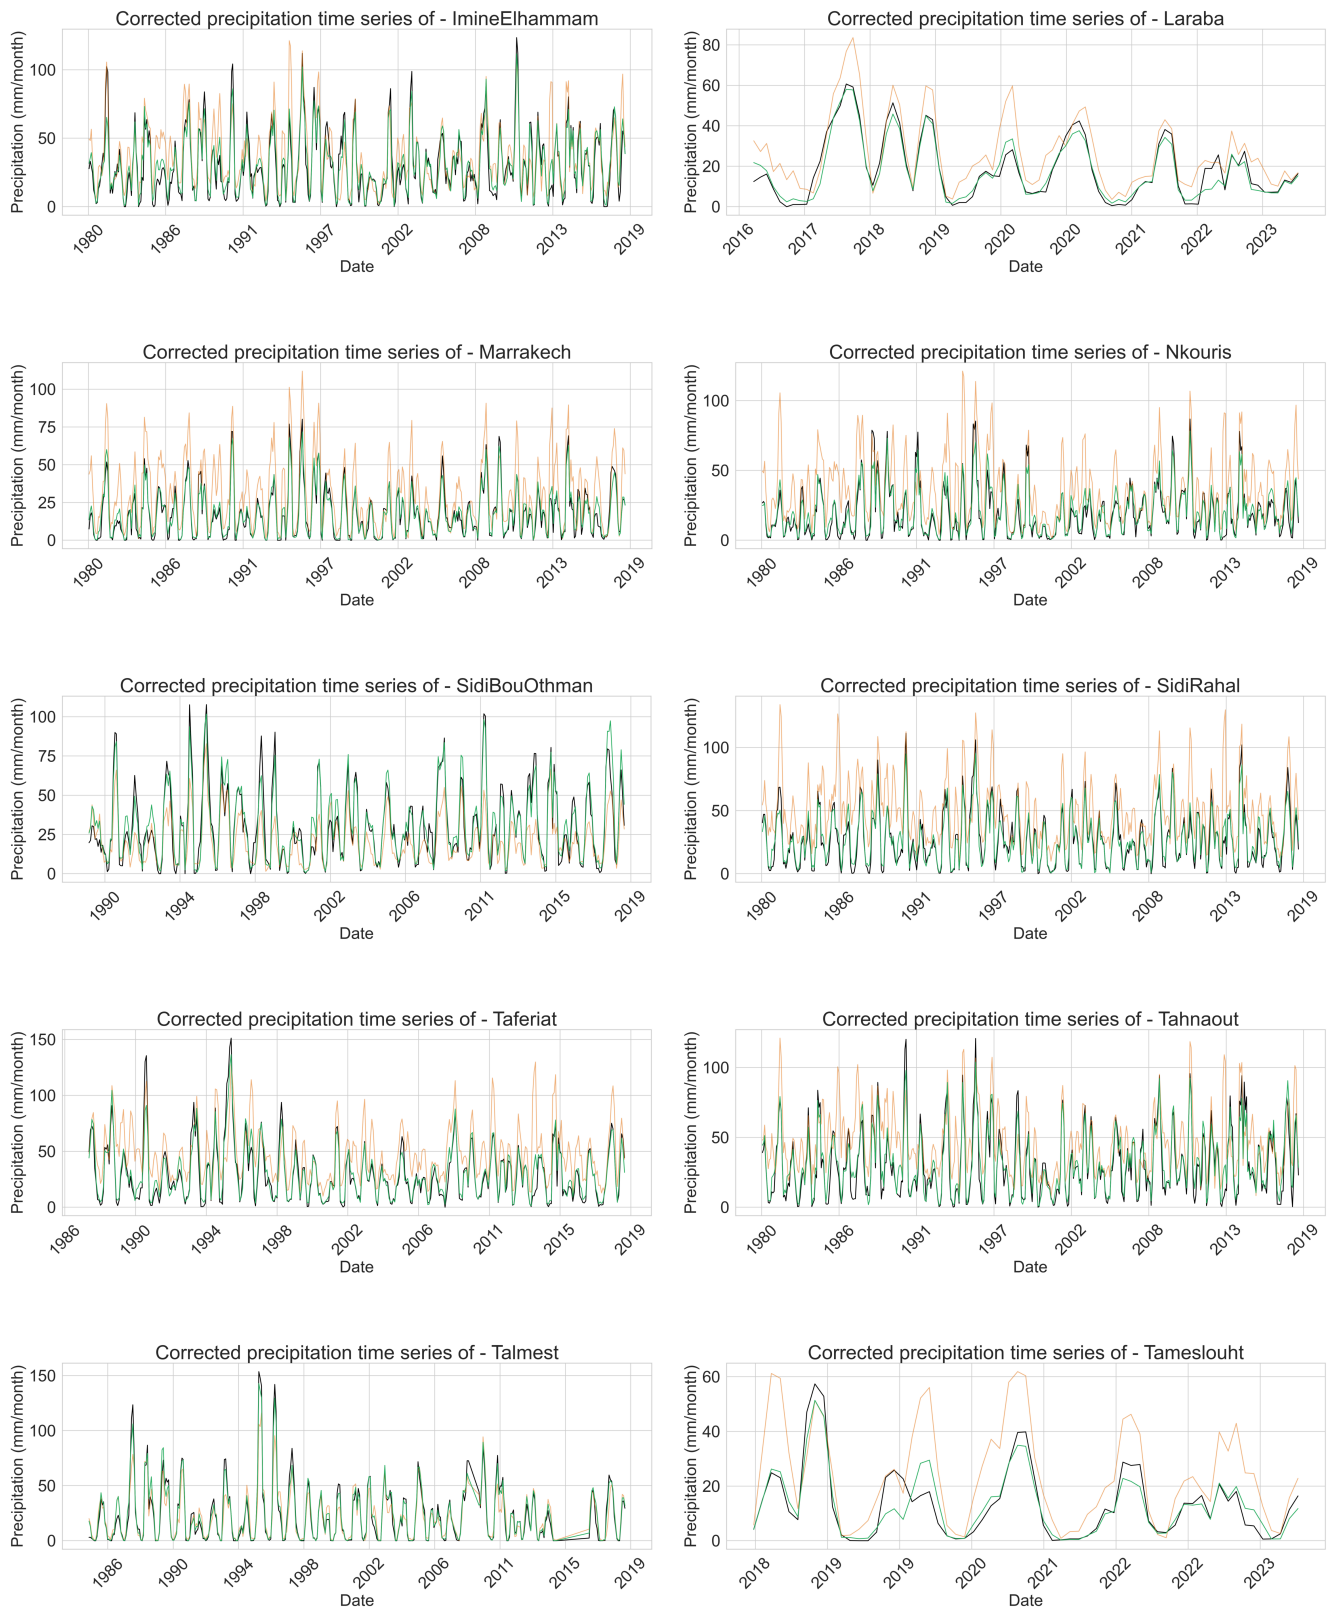 Corrected precipitation time series of - ImineElhammam
Precipitation (mm/month)
100
50
0
1980 1986 1991 1997 2002 2008 2013 2019
Date
Corrected precipitation time series of - Laraba
Precipitation (mm/month)
80
60
40
20
0
2016 2017 2018 2019 2020 2020 2021 2022 2023
Date
Corrected precipitation time series of - Marrakech
Precipitation (mm/month)
100
75
50
25
0
1980 1986 1991 1997 2002 2008 2013 2019
Date
Corrected precipitation time series of - Nkouris
Precipitation (mm/month)
100
50
0
1980 1986 1991 1997 2002 2008 2013 2019
Date
Corrected precipitation time series of - SidiBouOthman
Precipitation (mm/month)
100
75
50
25
0
1990 1994 1998 2002 2006 2011 2015 2019
Date
Corrected precipitation time series of - SidiRahal
Precipitation (mm/month)
100
50
0
1980 1986 1991 1997 2002 2008 2013 2019
Date
Corrected precipitation time series of - Taferiat
Precipitation (mm/month)
150
100
50
0
1986 1990 1994 1998 2002 2006 2011 2015 2019
Date
Corrected precipitation time series of - Tahnaout
Precipitation (mm/month)
100
50
0
1980 1986 1991 1997 2002 2008 2013 2019
Date
Corrected precipitation time series of - Talmest
Precipitation (mm/month)
150
100
50
0
1986 1990 1994 1998 2002 2006 2011 2015 2019
Date
Corrected precipitation time series of - Tameslouht
Precipitation (mm/month)
60
40
20
0
2018 2019 2019 2020 2021 2022 2022 2023
Date